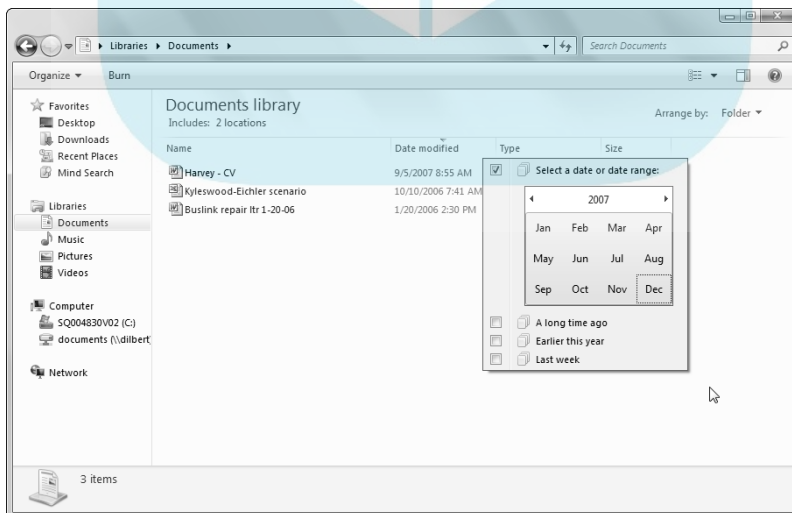 Libraries ▸ Documents ▸
Search Documents
Organize ▾ Burn
Favorites
Desktop
Downloads
Recent Places
Mind Search
Libraries
Documents
Music
Pictures
Videos
Computer
SQ004830V02 (C:)
documents (\\dilbert
Network
Documents library
Includes: 2 locations
Arrange by: Folder ▾
Name Date modified Type Size
Harvey - CV 9/5/2007 8:55 AM
Kyleswood-Eichler scenario 10/10/2006 7:41 AM
Buslink repair ltr 1-20-06 1/20/2006 2:30 PM
Select a date or date range:
2007
Jan Feb Mar Apr
May Jun Jul Aug
Sep Oct Nov Dec
A long time ago
Earlier this year
Last week
3 items